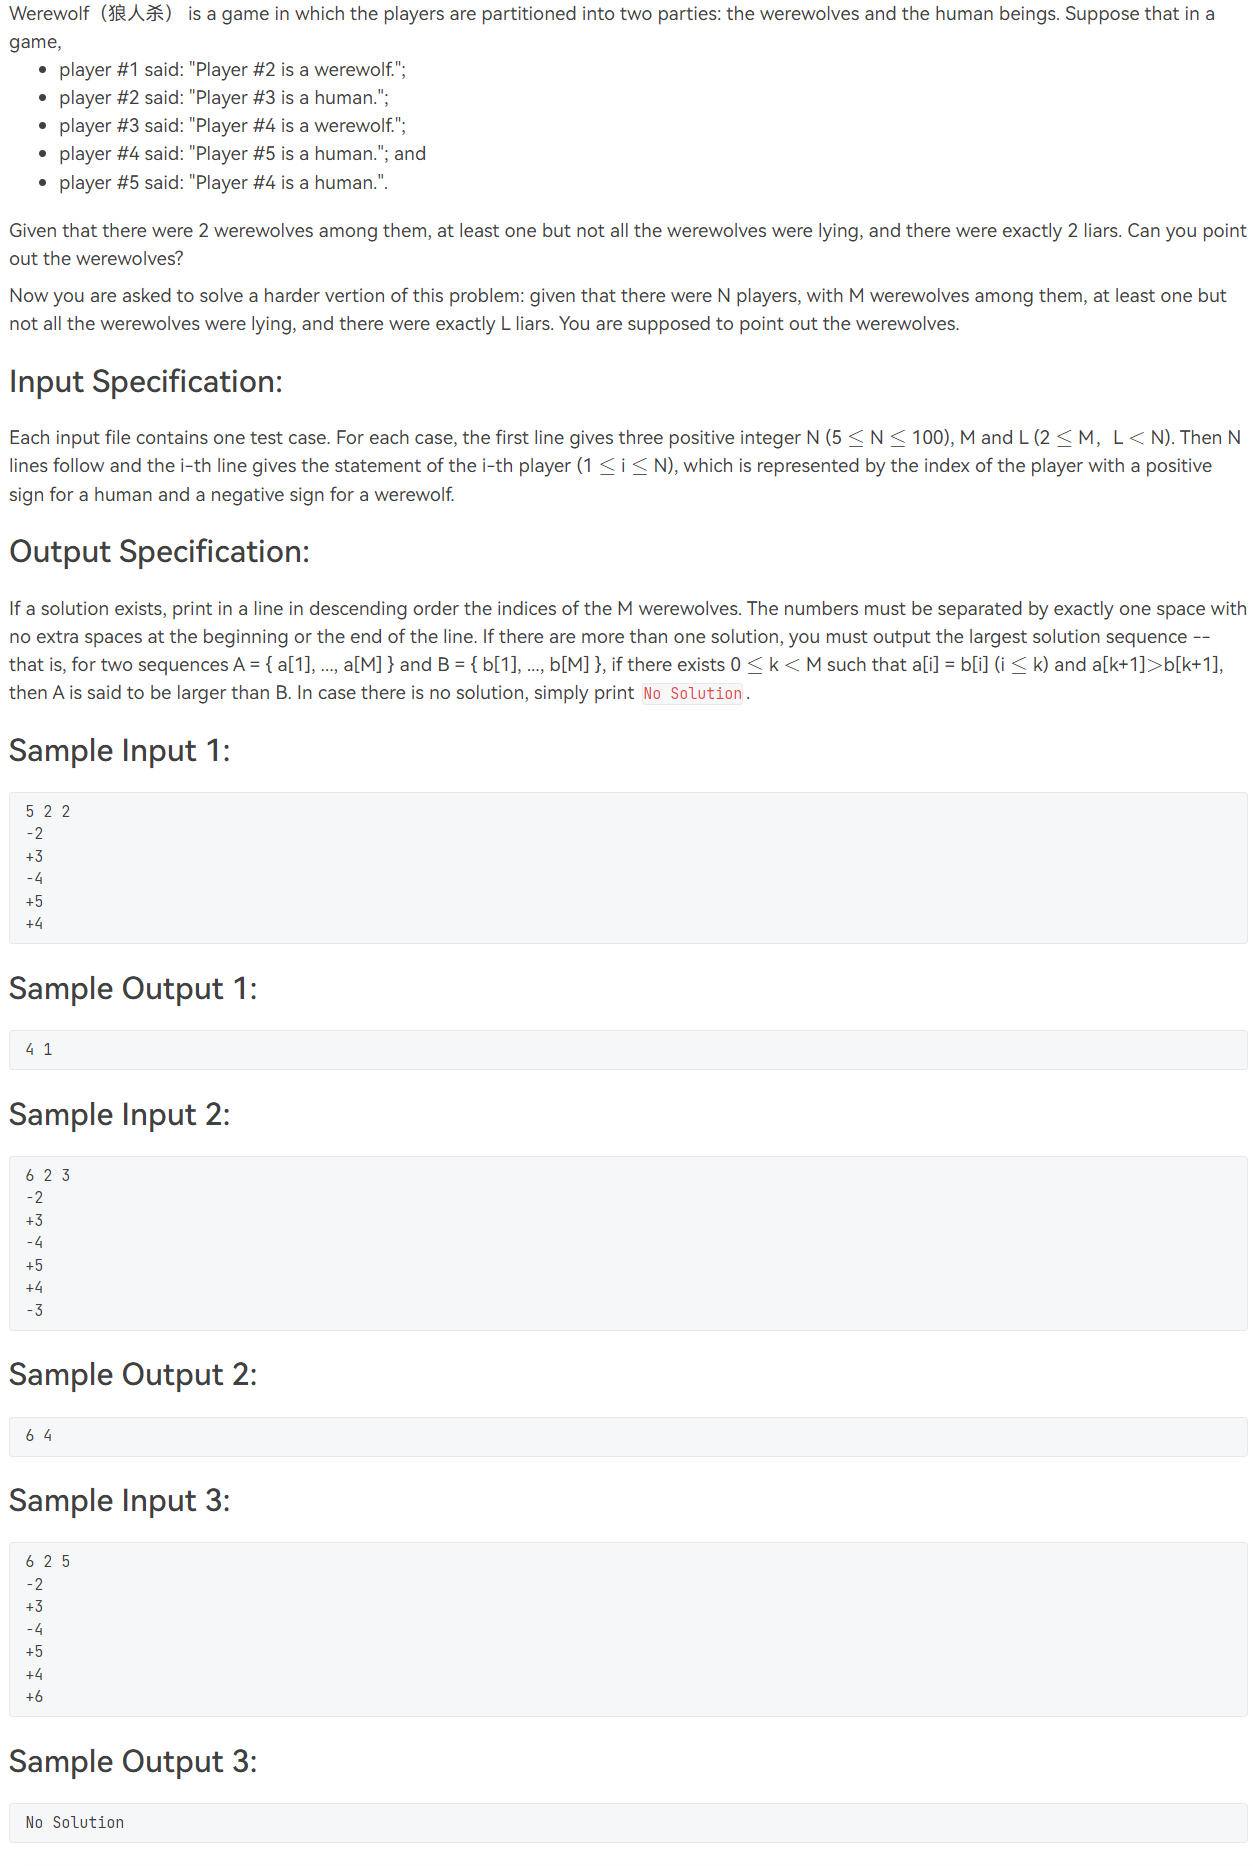 Werewolf（狼人杀） is a game in which the players are partitioned into two parties: the werewolves and the human beings. Suppose that in a
game,
• player #1 said: "Player #2 is a werewolf.";
• player #2 said: "Player #3 is a human.";
• player #3 said: "Player #4 is a werewolf.";
• player #4 said: "Player #5 is a human."; and
• player #5 said: "Player #4 is a human.".
Given that there were 2 werewolves among them, at least one but not all the werewolves were lying, and there were exactly 2 liars. Can you point
out the werewolves?
Now you are asked to solve a harder vertion of this problem: given that there were N players, with M werewolves among them, at least one but
not all the werewolves were lying, and there were exactly L liars. You are supposed to point out the werewolves.
Input Specification:
Each input file contains one test case. For each case, the first line gives three positive integer N (5 ≤ N ≤ 100), M and L (2 ≤ M，L < N). Then N
lines follow and the i-th line gives the statement of the i-th player (1 ≤ i ≤ N), which is represented by the index of the player with a positive
sign for a human and a negative sign for a werewolf.
Output Specification:
If a solution exists, print in a line in descending order the indices of the M werewolves. The numbers must be separated by exactly one space with
no extra spaces at the beginning or the end of the line. If there are more than one solution, you must output the largest solution sequence --
that is, for two sequences A = { a[1], ..., a[M] } and B = { b[1], ..., b[M] }, if there exists 0 ≤ k < M such that a[i] = b[i] (i ≤ k) and a[k+1]>b[k+1],
then A is said to be larger than B. In case there is no solution, simply print No Solution.
Sample Input 1:
5 2 2
-2
+3
-4
+5
+4
Sample Output 1:
4 1
Sample Input 2:
6 2 3
-2
+3
-4
+5
+4
-3
Sample Output 2:
6 4
Sample Input 3:
6 2 5
-2
+3
-4
+5
+4
+6
Sample Output 3:
No Solution